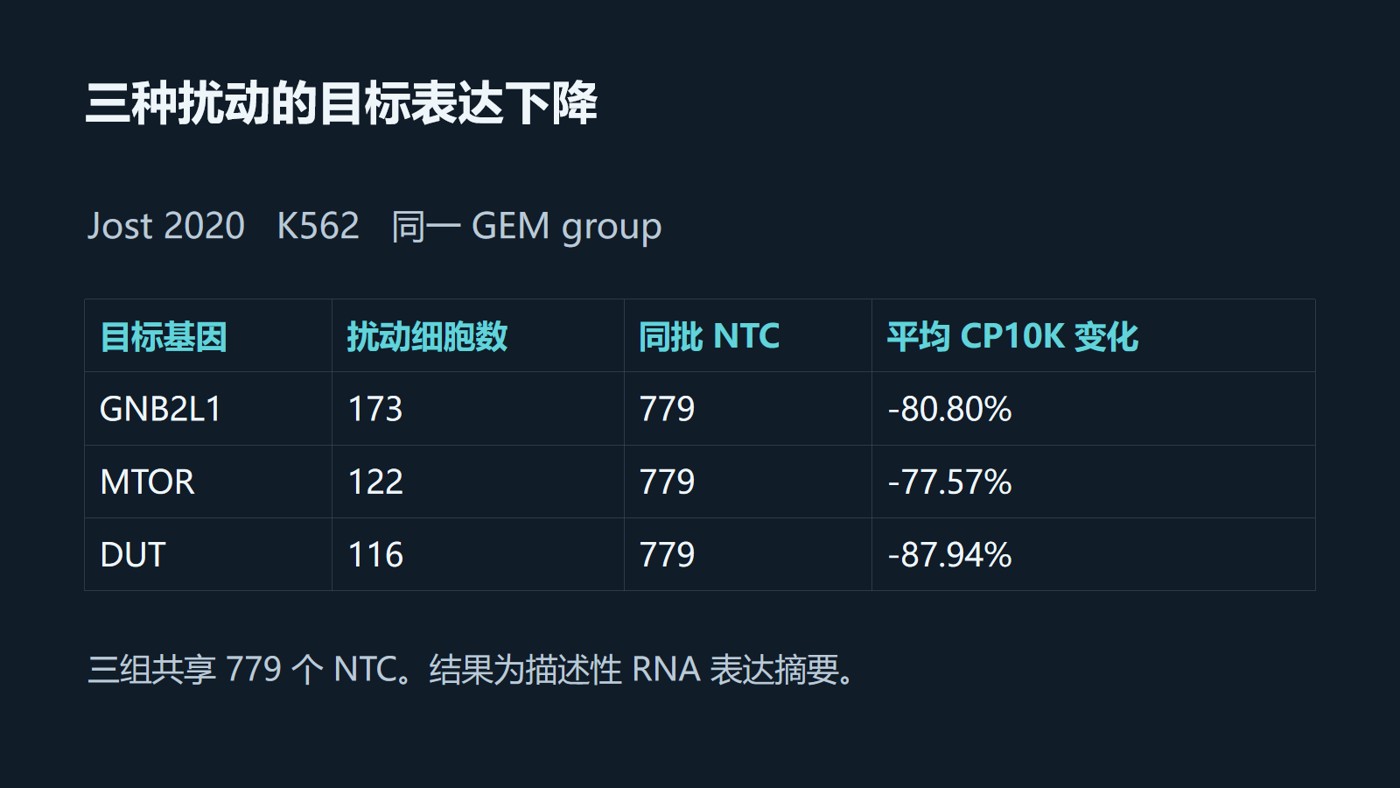 三种扰动的目标表达下降
Jost 2020 K562 同一 GEM group
目标基因 扰动细胞数 同批 NTC 平均 CP10K 变化
GNB2L1 173 779 -80.80%
MTOR 122 779 -77.57%
DUT 116 779 -87.94%
三组共享 779 个 NTC。结果为描述性 RNA 表达摘要。